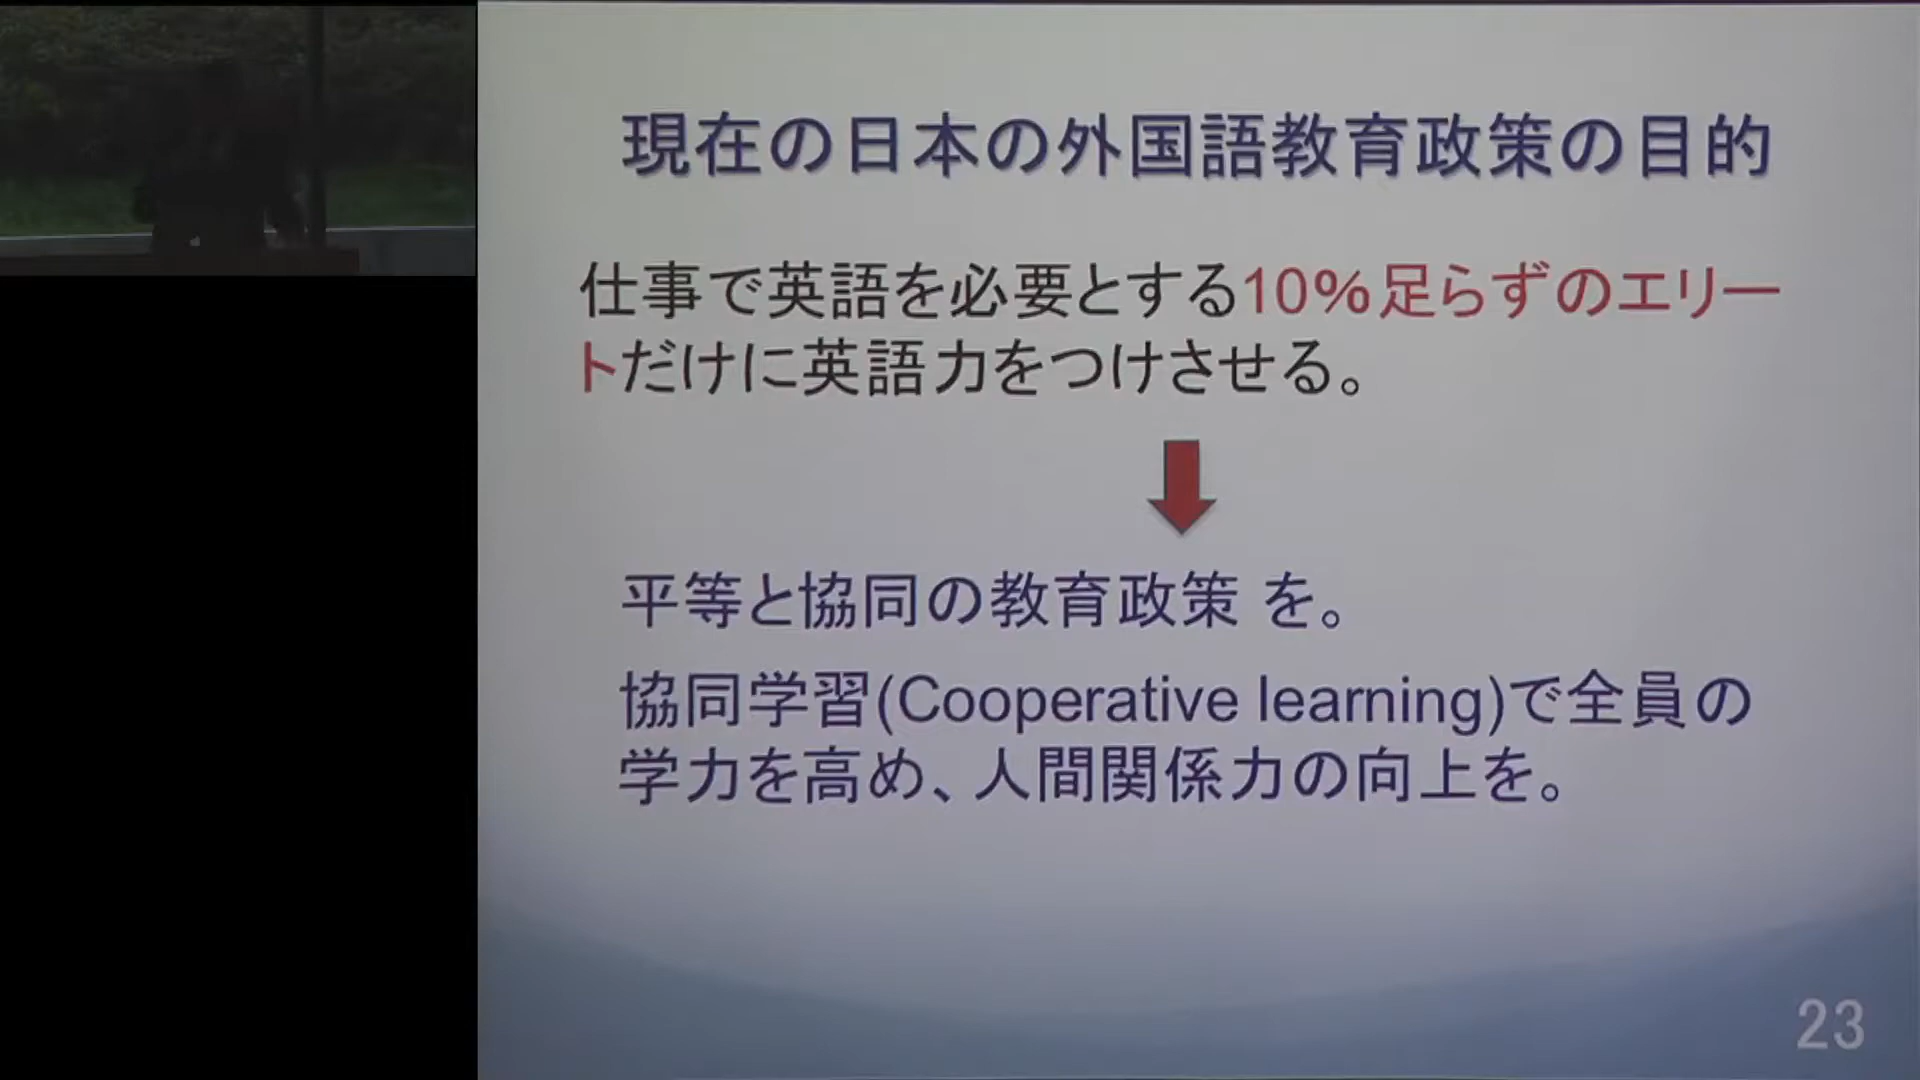 現在の日本の外国語教育政策の目的
仕事で英語を必要とする10%足らずのエリー
トだけに英語力をつけさせる。
平等と協同の教育政策 を。
協同学習(Cooperative learning)で全員の
学力を高め、人間関係力の向上を。
23